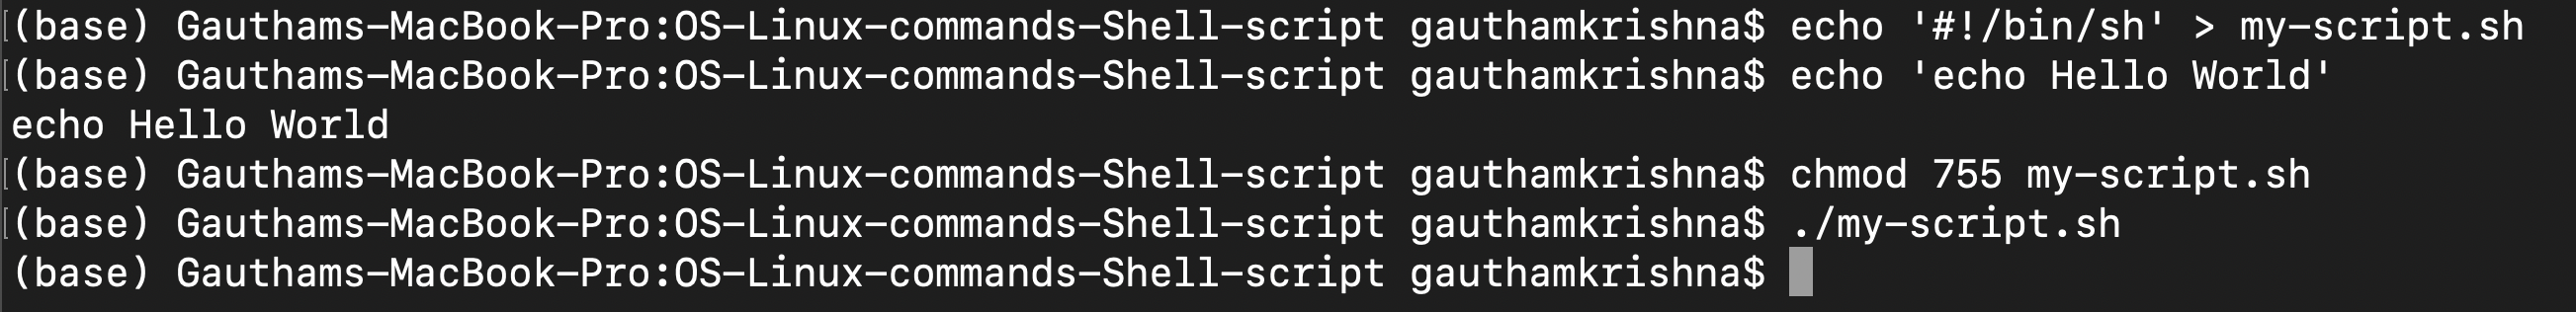 (base) Gauthams-MacBook-Pro:OS-Linux-commands-Shell-script gauthamkrishna$ echo '#!/bin/sh' > my-script.sh
(base) Gauthams-MacBook-Pro:OS-Linux-commands-Shell-script gauthamkrishna$ echo 'echo Hello World'
echo Hello World
(base) Gauthams-MacBook-Pro:OS-Linux-commands-Shell-script gauthamkrishna$ chmod 755 my-script.sh
(base) Gauthams-MacBook-Pro:OS-Linux-commands-Shell-script gauthamkrishna$ ./my-script.sh
(base) Gauthams-MacBook-Pro:OS-Linux-commands-Shell-script gauthamkrishna$